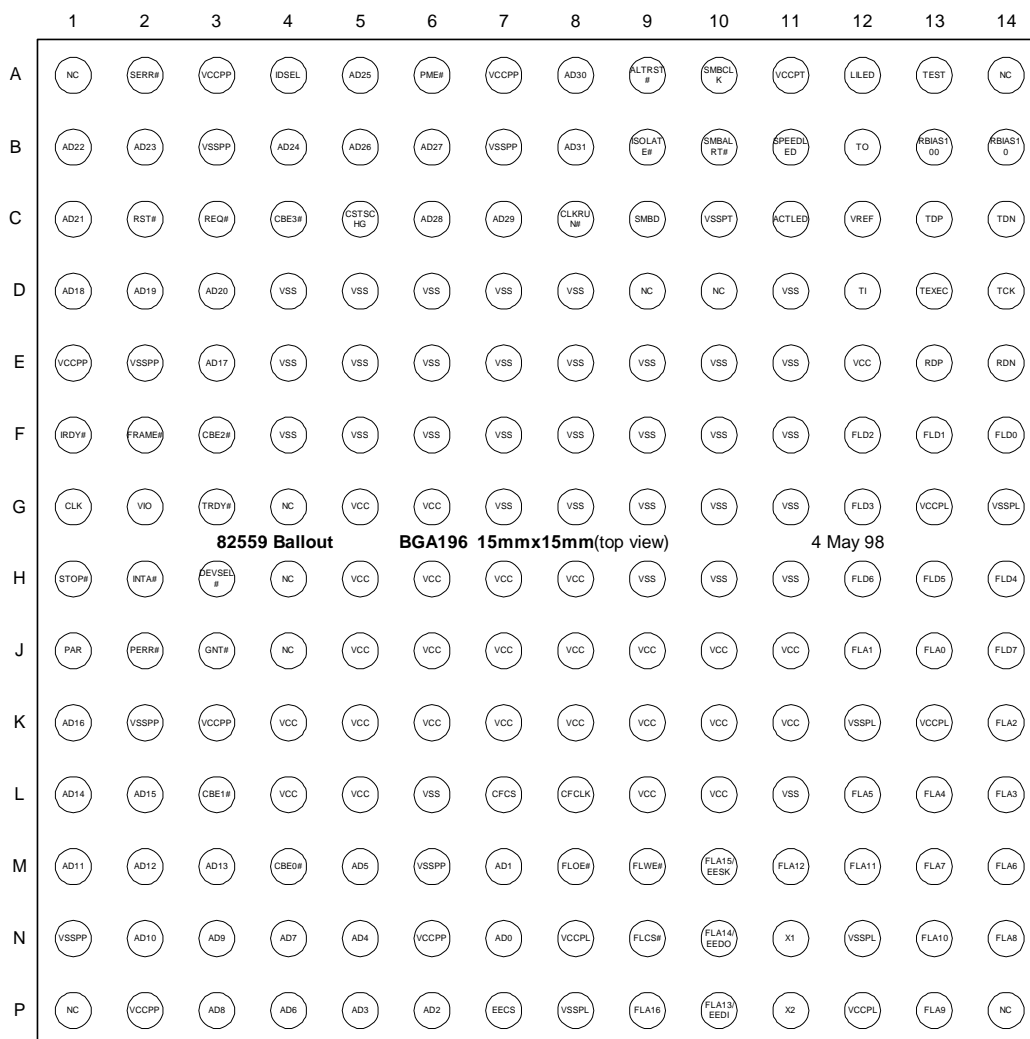 1 2 3 4 5 6 7 8 9 10 11 12 13 14
A NC SERR# VCCPP IDSEL AD25 PME# VCCPP AD30 ALTRST# SMBCLK VCCPT LILED TEST NC
B AD22 AD23 VSSPP AD24 AD26 AD27 VSSPP AD31 ISOLATE# SMBALRT# SPEEDLED TO RBIAS100 RBIAS10
C AD21 RST# REQ# CBE3# CSTSCHG AD28 AD29 CLKRUN# SMBD VSSPT ACTLED VREF TDP TDN
D AD18 AD19 AD20 VSS VSS VSS VSS VSS NC NC VSS TI TEXEC TCK
E VCCPP VSSPP AD17 VSS VSS VSS VSS VSS VSS VSS VSS VCC RDP RDN
F IRDY# FRAME# CBE2# VSS VSS VSS VSS VSS VSS VSS VSS FLD2 FLD1 FLD0
G CLK VIO TRDY# NC VCC VCC VSS VSS VSS VSS VSS FLD3 VCCPL VSSPL
82559 Ballout BGA196 15mmx15mm(top view) 4 May 98
H STOP# INTA# DEVSEL# NC VCC VCC VCC VCC VSS VSS VSS FLD6 FLD5 FLD4
J PAR PERR# GNT# NC VCC VCC VCC VCC VCC VCC VCC FLA1 FLA0 FLD7
K AD16 VSSPP VCCPP VCC VCC VCC VCC VCC VCC VCC VCC VSSPL VCCPL FLA2
L AD14 AD15 CBE1# VCC VCC VSS CFCS CFCLK VCC VCC VSS FLA5 FLA4 FLA3
M AD11 AD12 AD13 CBE0# AD5 VSSPP AD1 FLOE# FLWE# FLA15/EESK FLA12 FLA11 FLA7 FLA6
N VSSPP AD10 AD9 AD7 AD4 VCCPP AD0 VCCPL FLCS# FLA14/EEDO X1 VSSPL FLA10 FLA8
P NC VCCPP AD8 AD6 AD3 AD2 EECS VSSPL FLA16 FLA13/EEDI X2 VCCPL FLA9 NC